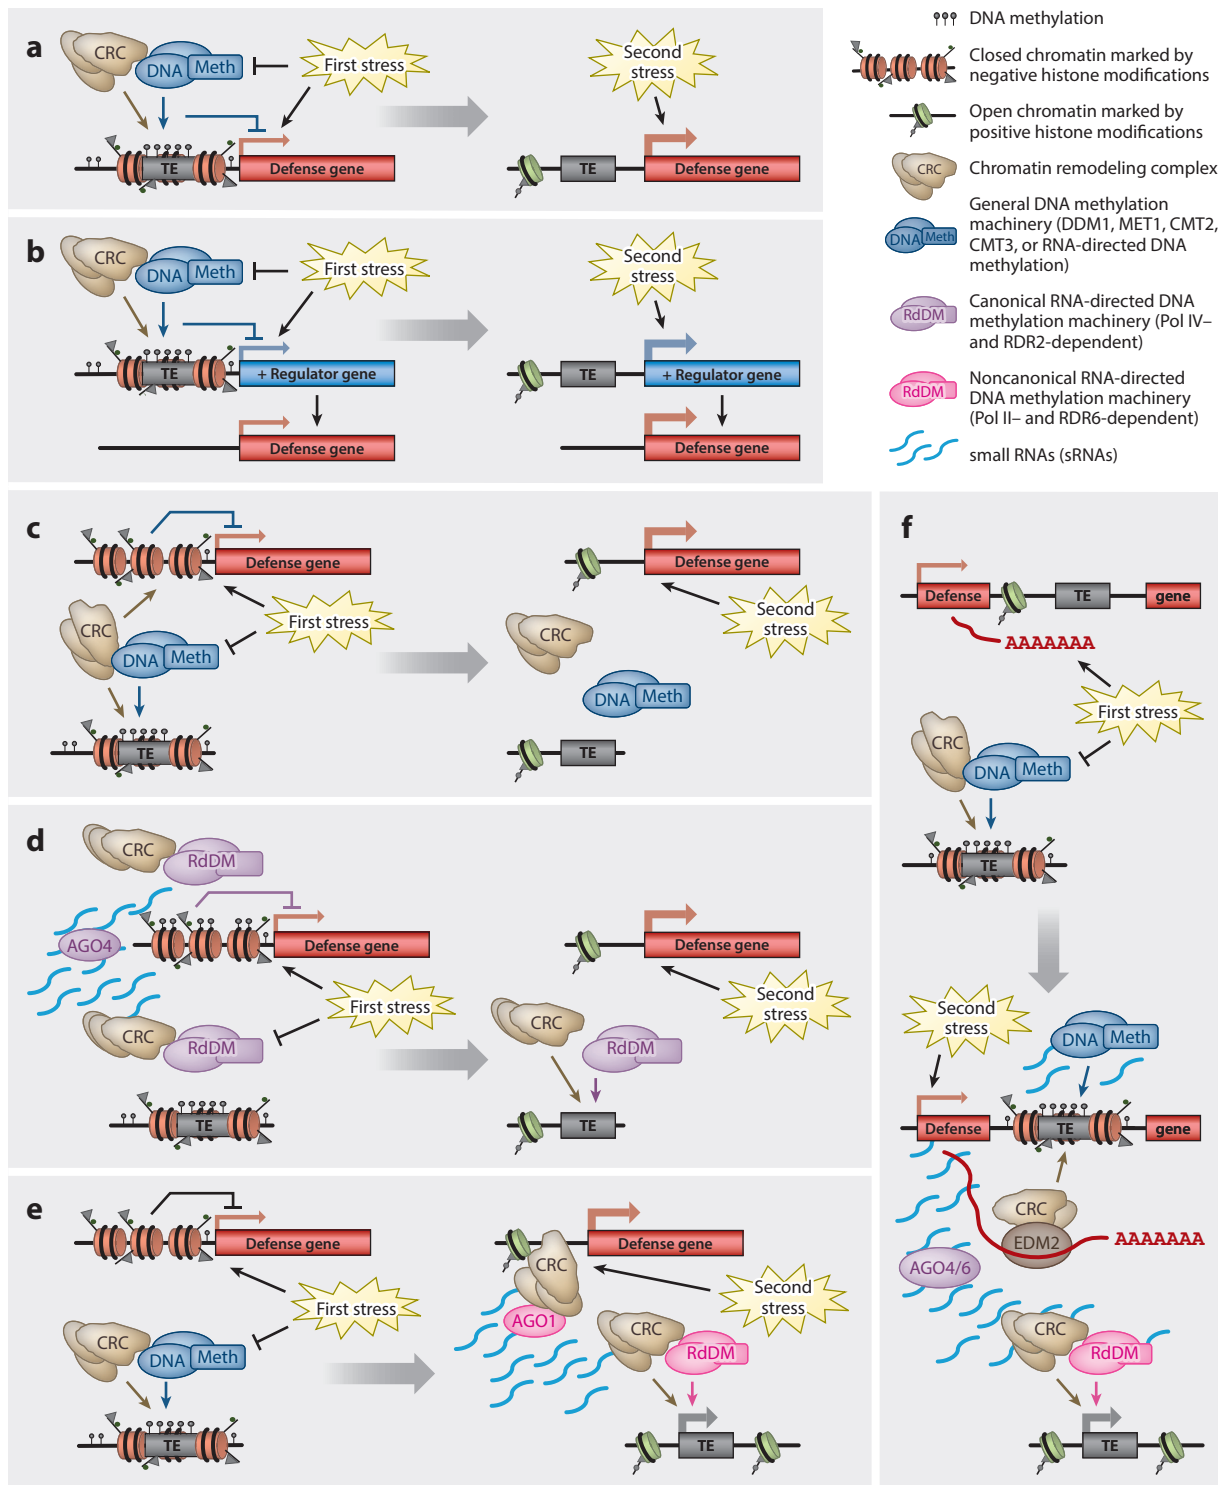 a
CRC
DNA Meth
First stress
TE
Defense gene
Second
stress
TE
Defense gene
b
CRC
DNA Meth
First stress
TE
+ Regulator gene
Defense gene
Second
stress
TE
+ Regulator gene
Defense gene
DNA methylation
Closed chromatin marked by
negative histone modifications
Open chromatin marked by
positive histone modifications
CRC
Chromatin remodeling complex
DNA Meth
General DNA methylation
machinery (DDM1, MET1, CMT2,
CMT3, or RNA-directed DNA
methylation)
RdDM
Canonical RNA-directed DNA
methylation machinery (Pol IV–
and RDR2-dependent)
RdDM
Noncanonical RNA-directed
DNA methylation machinery
(Pol II– and RDR6-dependent)
small RNAs (sRNAs)
c
Defense gene
CRC
DNA Meth
First stress
TE
Defense gene
Second
stress
CRC
DNA Meth
TE
d
CRC
RdDM
AGO4
Defense gene
First stress
CRC
RdDM
TE
Defense gene
Second
stress
CRC
RdDM
TE
e
Defense gene
First stress
CRC
DNA Meth
TE
Defense gene
CRC
AGO1
Second
stress
CRC
RdDM
TE
f
Defense
TE
gene
AAAAAAA
First stress
CRC
DNA Meth
TE
Second
stress
DNA Meth
Defense
TE
gene
CRC
EDM2
AAAAAAA
AGO4/6
CRC
RdDM
TE